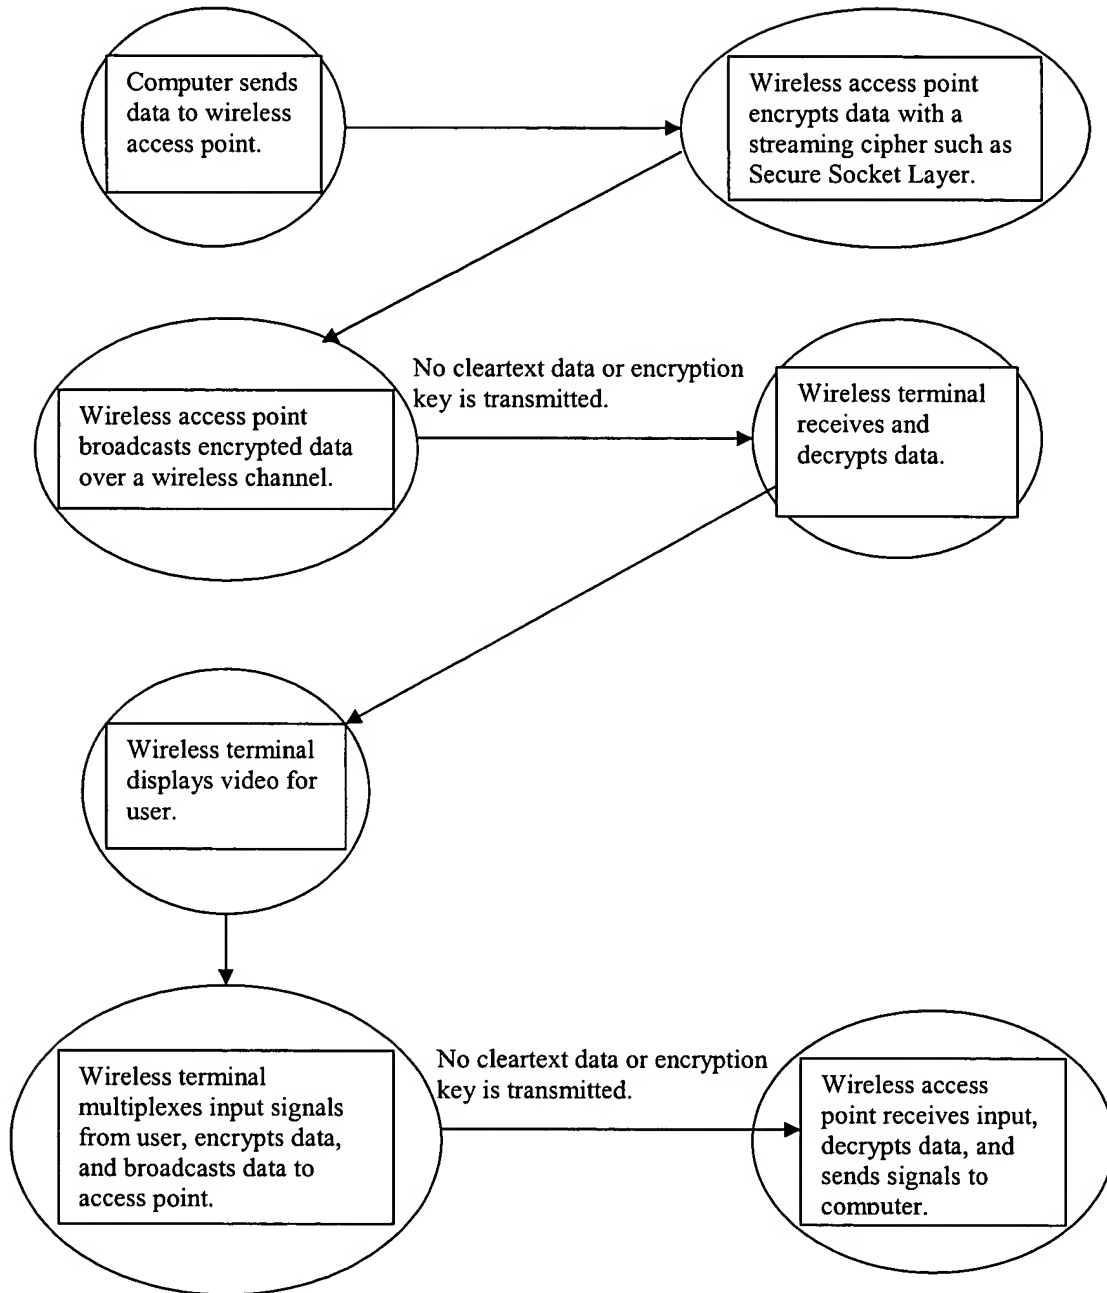 Computer sends
data to wireless
access point.
Wireless access point
encrypts data with a
streaming cipher such as
Secure Socket Layer.
No cleartext data or encryption
key is transmitted.
Wireless access point
broadcasts encrypted data
over a wireless channel.
Wireless terminal
receives and
decrypts data.
Wireless terminal
displays video for
user.
Wireless terminal
multiplexes input signals
from user, encrypts data,
and broadcasts data to
access point.
No cleartext data or encryption
key is transmitted.
Wireless access
point receives input,
decrypts data, and
sends signals to
computer.